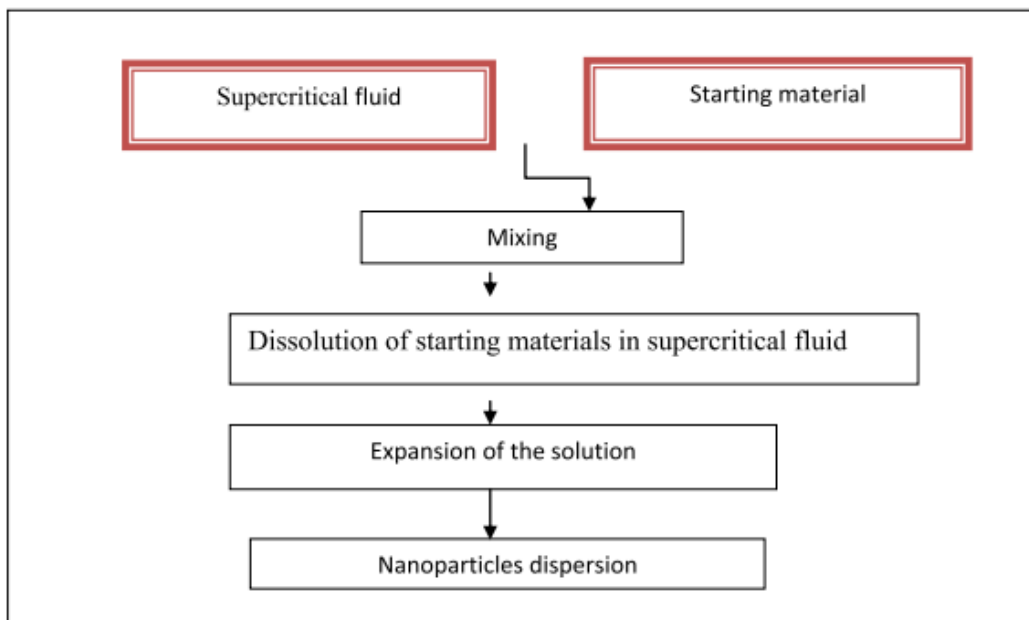 Supercritical fluid
Starting material
Mixing
Dissolution of starting materials in supercritical fluid
Expansion of the solution
Nanoparticles dispersion